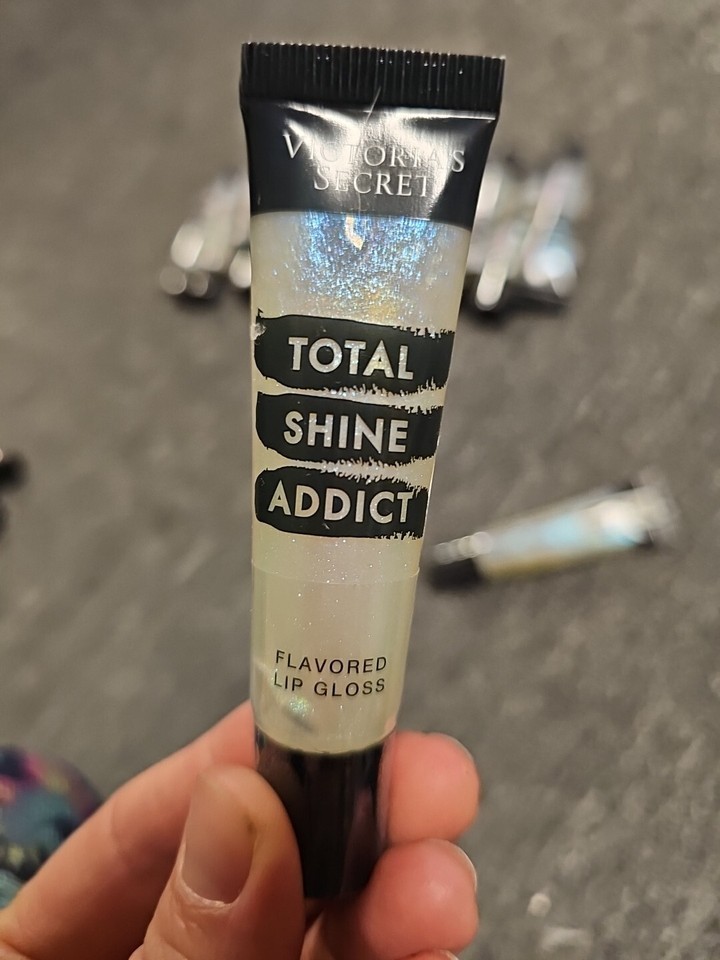 VICTORIA'S
SECRET
TOTAL
SHINE
ADDICT
FLAVORED
LIP GLOSS